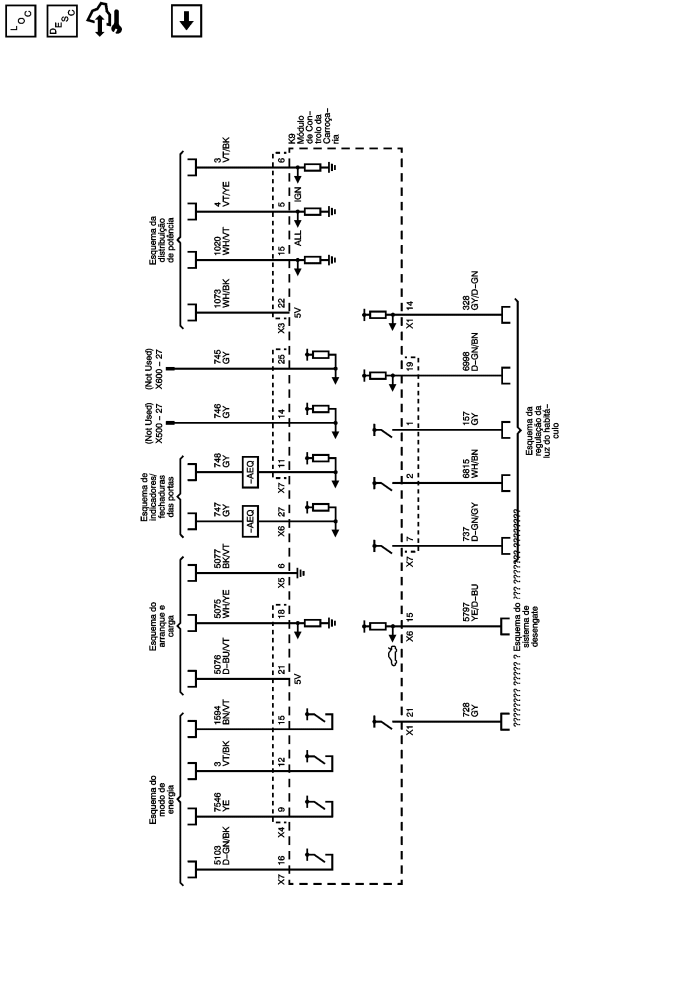 LOC
DESC
K9
Módulo
de Con-
trolo da
Carroça-
ria
Esquema da
distribuição
de potência
3
VT/BK
6
IGN
4
VT/YE
5
ALL
1020
WH/VT
15
1073
WH/BK
22
5V
X3
(Not Used)
X600 - 27
745
GY
25
(Not Used)
X500 - 27
746
GY
14
Esquema de
indicadores/
fechaduras
das portas
748
GY
-AEQ
11
X7
747
GY
-AEQ
27
X6
Esquema do
arranque e
carga
5077
BK/VT
6
X5
5075
WH/YE
18
5076
D-BU/VT
21
5V
Esquema do
modo de
energia
1594
BN/VT
15
3
VT/BK
12
7546
YE
9
X4
5103
D-GN/BK
16
X7
14
X1
328
GY/D-GN
19
6998
D-GN/BN
1
157
GY
2
6815
WH/BN
7
X7
737
D-GN/GY
Esquema da
regulação da
luz do habitá-
culo
15
X6
5797
YE/D-BU
Esquema do
sistema de
desengate
21
X1
728
GY
???????? ????? ? ??? ??????? ????????